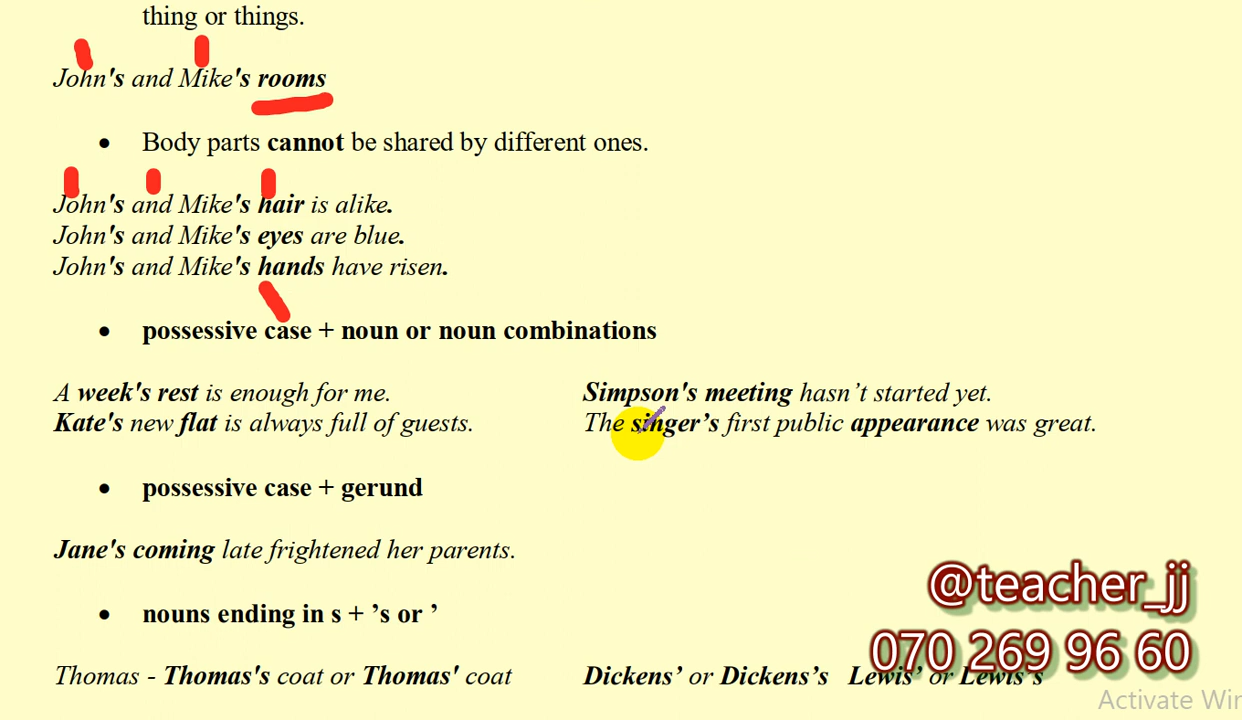 thing or things.
John's and Mike's rooms
• Body parts cannot be shared by different ones.
John's and Mike's hair is alike.
John's and Mike's eyes are blue.
John's and Mike's hands have risen.
• possessive case + noun or noun combinations
A week's rest is enough for me. Simpson's meeting hasn’t started yet.
Kate's new flat is always full of guests. The singer’s first public appearance was great.
• possessive case + gerund
Jane's coming late frightened her parents.
• nouns ending in s + ’s or ’
Thomas - Thomas's coat or Thomas' coat Dickens’ or Dickens’s Lewis’ or Lewis’s
@teacher_jj
070 269 96 60
Activate Wir